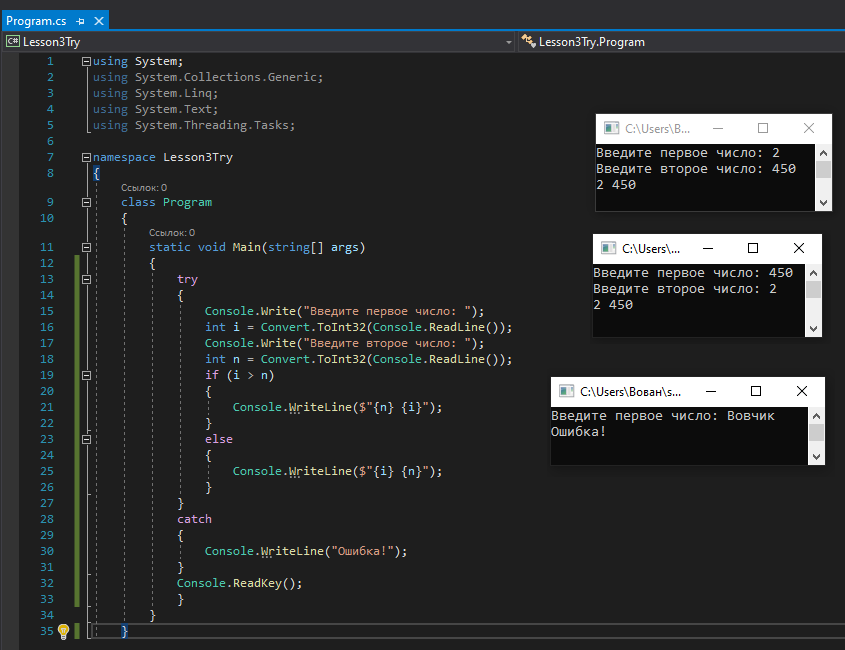 Program.cs
Lesson3Try
Lesson3Try.Program
1 using System;
2 using System.Collections.Generic;
3 using System.Linq;
4 using System.Text;
5 using System.Threading.Tasks;
6
7 namespace Lesson3Try
8 {
Ссылок: 0
9 class Program
10 {
Ссылок: 0
11 static void Main(string[] args)
12 {
13 try
14 {
15 Console.Write("Введите первое число: ");
16 int i = Convert.ToInt32(Console.ReadLine());
17 Console.Write("Введите второе число: ");
18 int n = Convert.ToInt32(Console.ReadLine());
19 if (i > n)
20 {
21 Console.WriteLine($"{n} {i}");
22 }
23 else
24 {
25 Console.WriteLine($"{i} {n}");
26 }
27 }
28 catch
29 {
30 Console.WriteLine("Ошибка!");
31 }
32 Console.ReadKey();
33 }
34 }
35 }
C:\Users\В...
Введите первое число: 2
Введите второе число: 450
2 450
C:\Users\...
Введите первое число: 450
Введите второе число: 2
2 450
C:\Users\Вован\s...
Введите первое число: Вовчик
Ошибка!